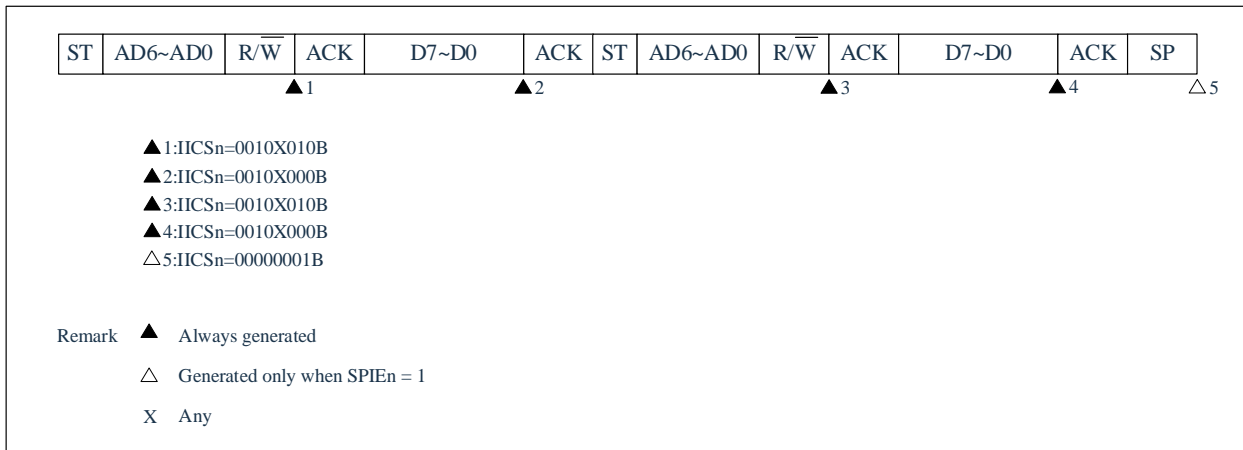 ST AD6~AD0 R/W̅ ACK D7~D0 ACK ST AD6~AD0 R/W̅ ACK D7~D0 ACK SP
▲1 ▲2 ▲3 ▲4 △5
▲1:IICSn=0010X010B
▲2:IICSn=0010X000B
▲3:IICSn=0010X010B
▲4:IICSn=0010X000B
△5:IICSn=00000001B
Remark ▲ Always generated
△ Generated only when SPIEn = 1
X Any